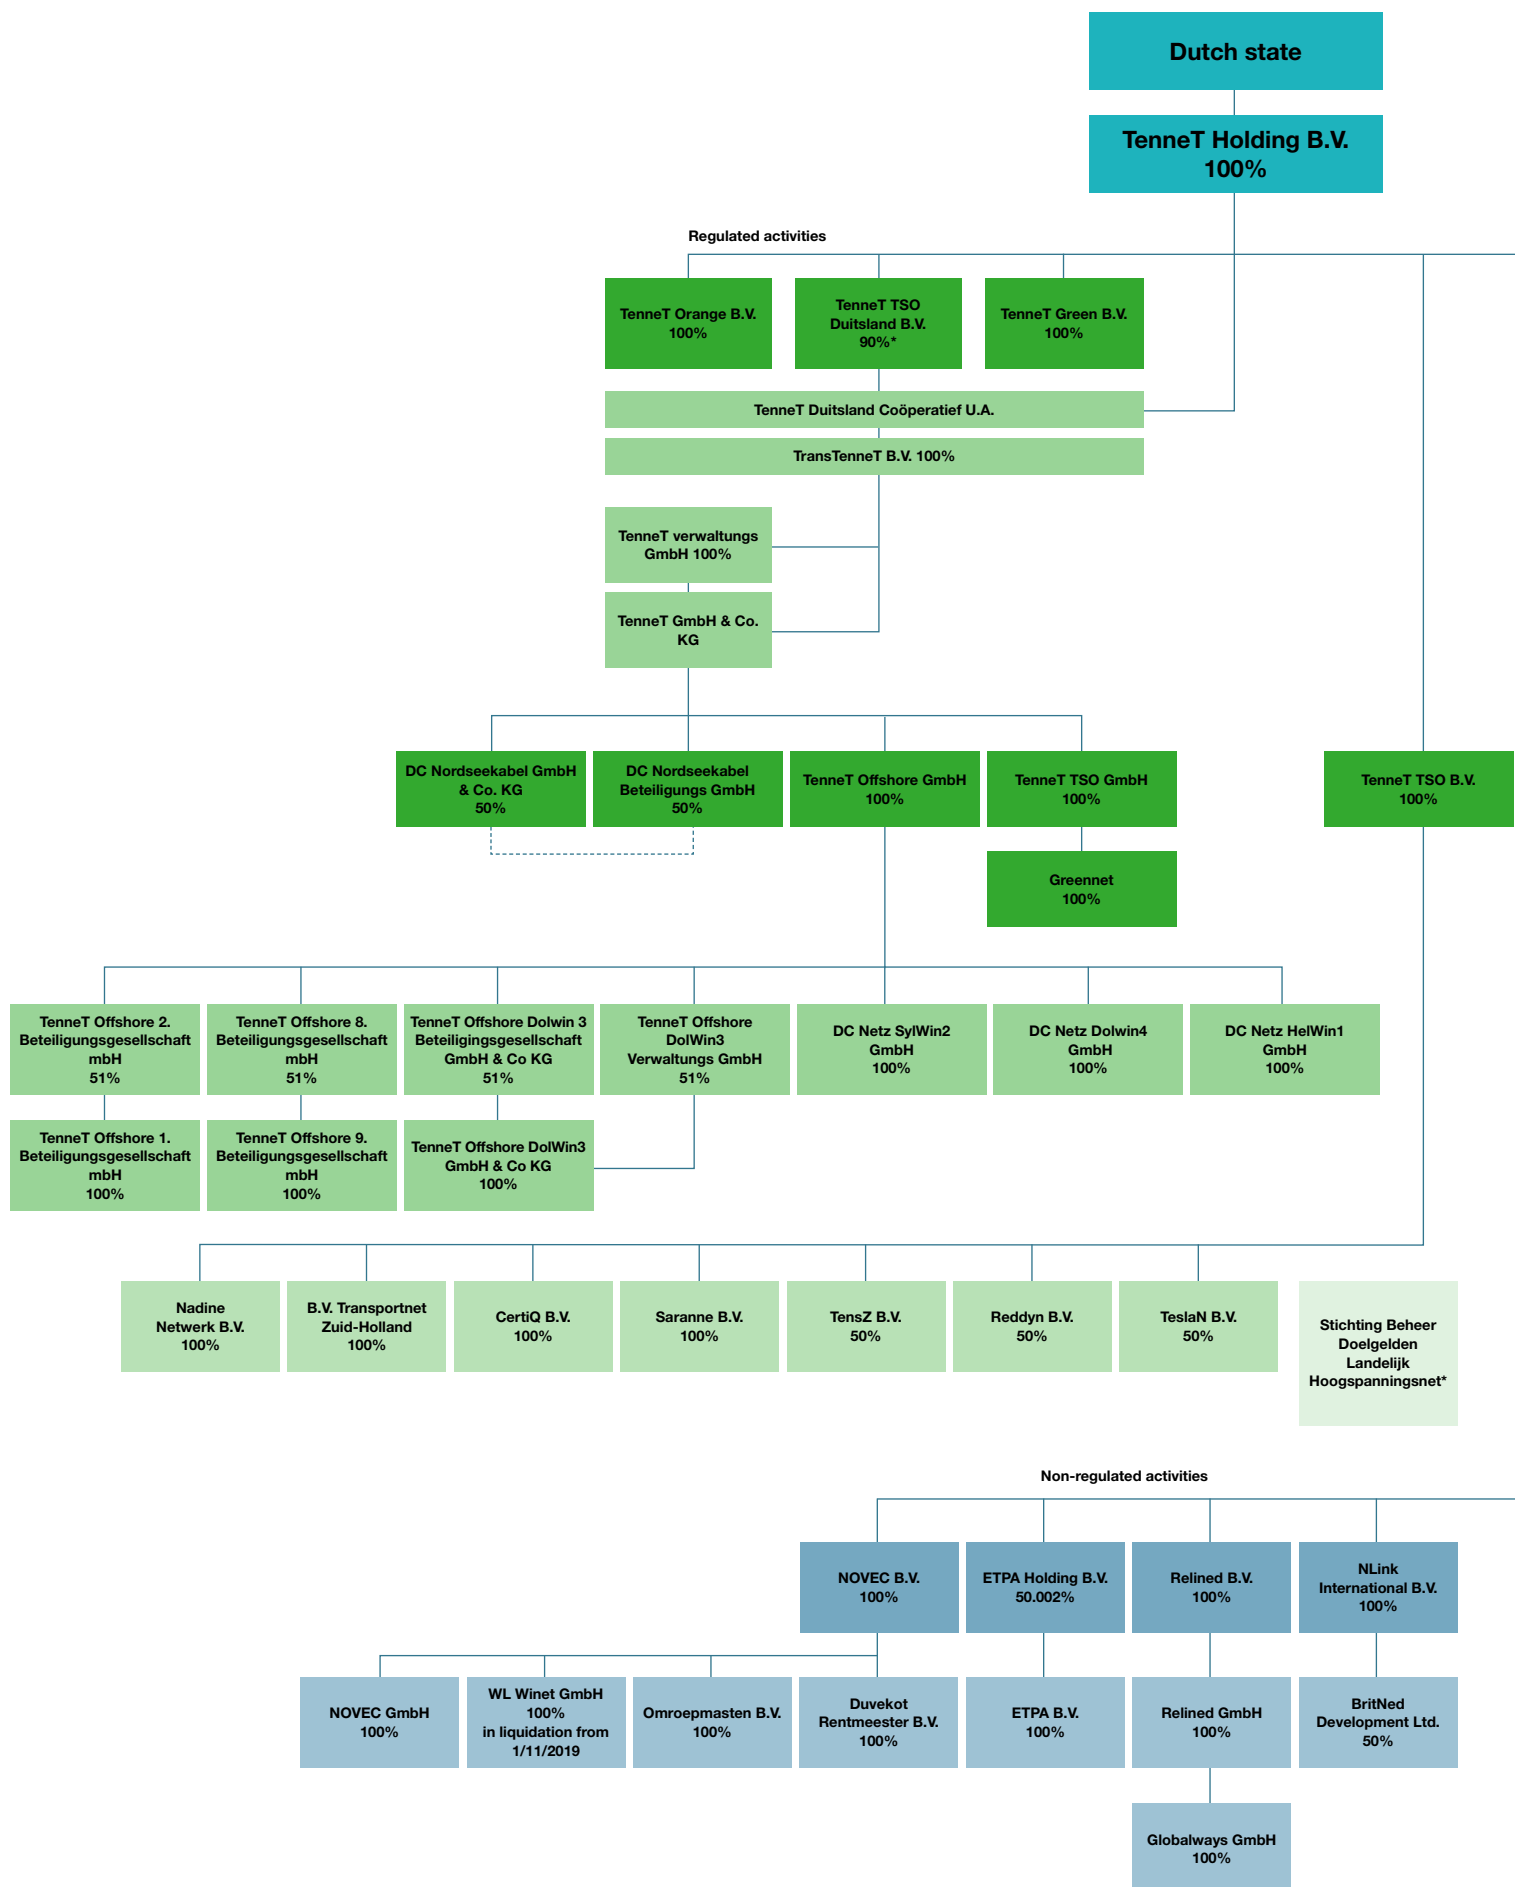 Dutch state
TenneT Holding B.V.
100%
Regulated activities
TenneT Orange B.V.
100%
TenneT TSO
Duitsland B.V.
90%*
TenneT Green B.V.
100%
TenneT Duitsland Coöperatief U.A.
TransTenneT B.V. 100%
TenneT verwaltungs
GmbH 100%
TenneT GmbH & Co.
KG
DC Nordseekabel GmbH
& Co. KG
50%
DC Nordseekabel
Beteiligungs GmbH
50%
TenneT Offshore GmbH
100%
TenneT TSO GmbH
100%
TenneT TSO B.V.
100%
Greennet
100%
TenneT Offshore 2.
Beteiligungsgesellschaft
mbH
51%
TenneT Offshore 8.
Beteiligungsgesellschaft
mbH
51%
TenneT Offshore Dolwin 3
Beteligingsgesellschaft
GmbH & Co KG
51%
TenneT Offshore
DolWin3
Verwaltungs GmbH
51%
DC Netz SylWin2
GmbH
100%
DC Netz Dolwin4
GmbH
100%
DC Netz HelWin1
GmbH
100%
TenneT Offshore 1.
Beteiligungsgesellschaft
mbH
100%
TenneT Offshore 9.
Beteiligungsgesellschaft
mbH
100%
TenneT Offshore DolWin3
GmbH & Co KG
100%
Nadine
Netwerk B.V.
100%
B.V. Transportnet
Zuid-Holland
100%
CertiQ B.V.
100%
Saranne B.V.
100%
TensZ B.V.
50%
Reddyn B.V.
50%
TeslaN B.V.
50%
Stichting Beheer
Doelgelden
Landelijk
Hoogspanningsnet*
Non-regulated activities
NOVEC B.V.
100%
ETPA Holding B.V.
50.002%
Relined B.V.
100%
NLink
International B.V.
100%
NOVEC GmbH
100%
WL Winet GmbH
100%
in liquidation from
1/11/2019
Omroepmasten B.V.
100%
Duvekot
Rentmeester B.V.
100%
ETPA B.V.
100%
Relined GmbH
100%
BritNed
Development Ltd.
50%
Globalways GmbH
100%